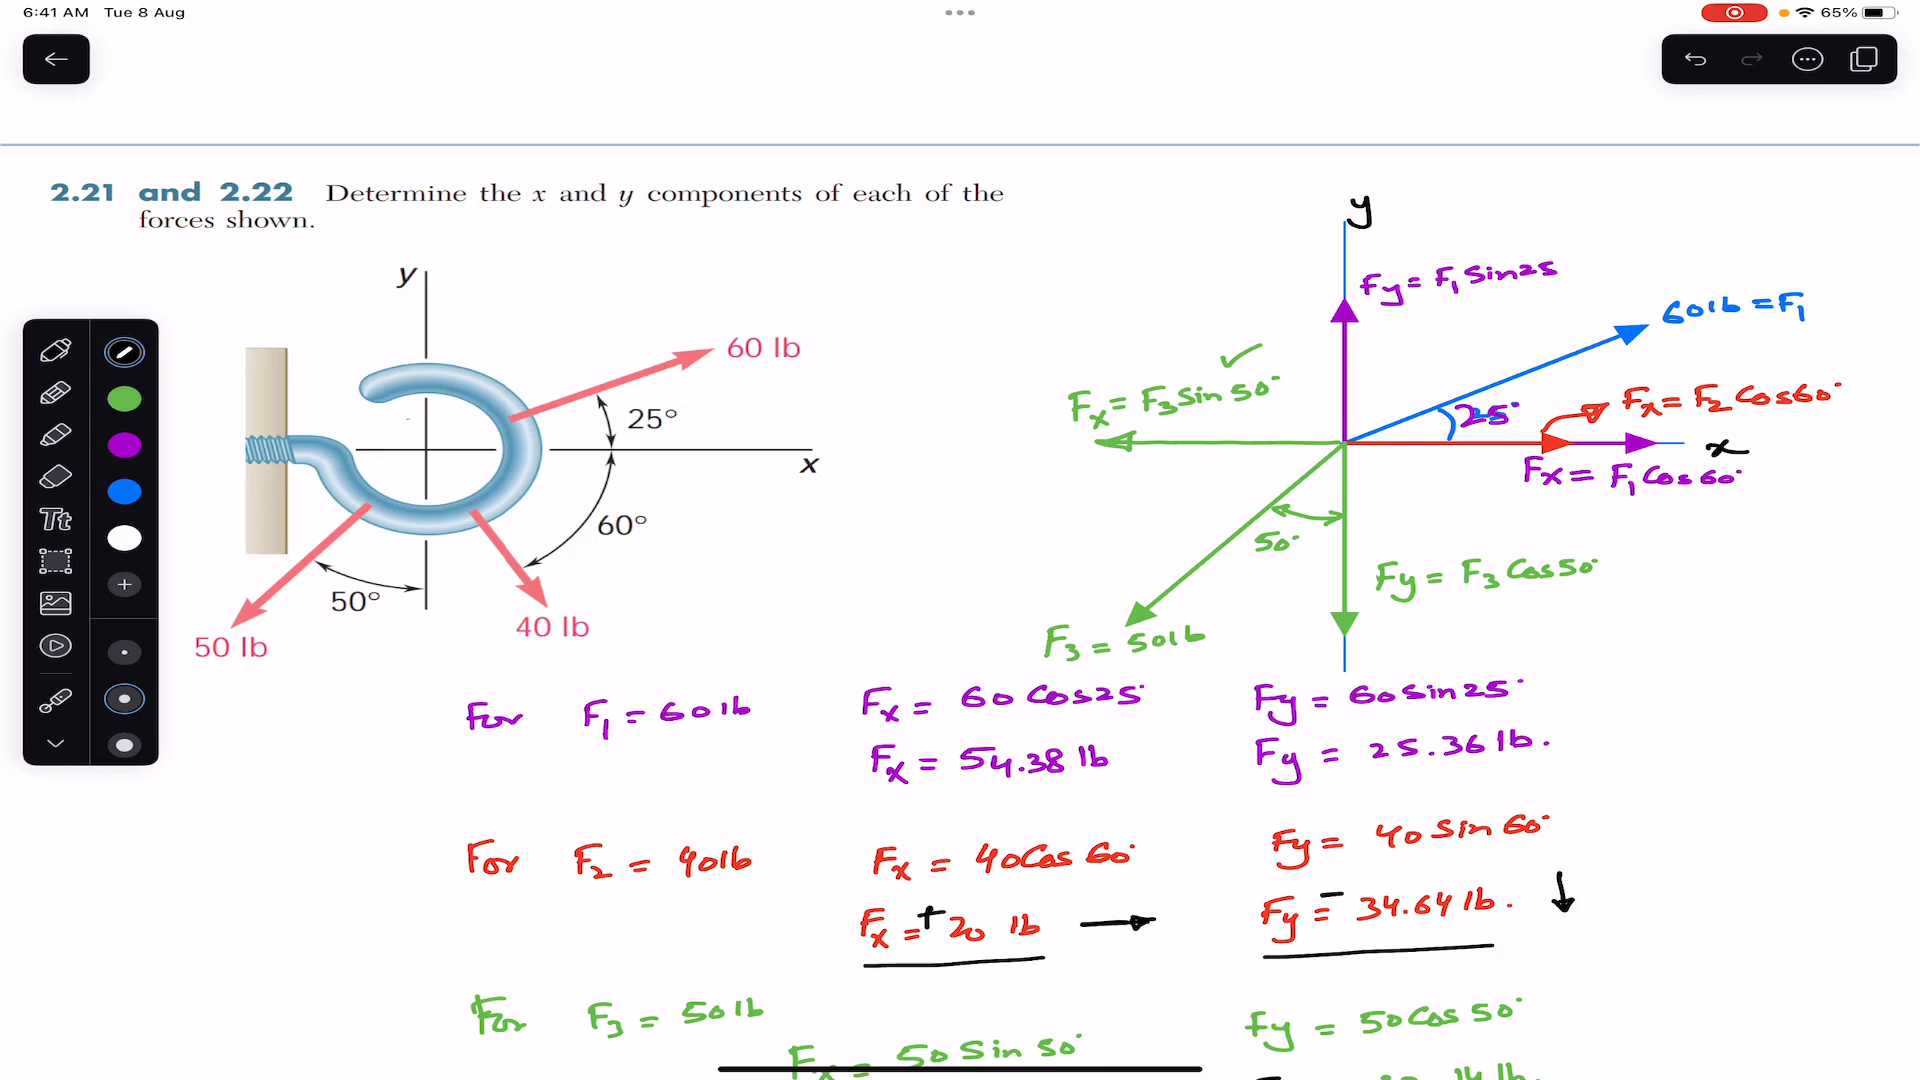 6:41 AM Tue 8 Aug
65%
2.21 and 2.22 Determine the x and y components of each of the
forces shown.
y
60 lb
25°
x
60°
50°
40 lb
50 lb
Tt
y
Fy = F1 Sin25
60lb = F1
Fx = F3 Sin 50°
25°
Fx = F2 Cos60°
x
Fx = F1 Cos60°
50°
Fy = F3 Cos50°
F3 = 50lb
For F1 = 60lb Fx = 60 Cos25° Fy = 60 Sin25°
Fx = 54.38 lb Fy = 25.36 lb.
For F2 = 40lb Fx = 40Cos 60° Fy = 40 Sin 60°
Fx = +20 lb → Fy = -34.64 lb. ↓
For F3 = 50lb Fy = 50Cos 50°
Fx = 50 Sin 50°